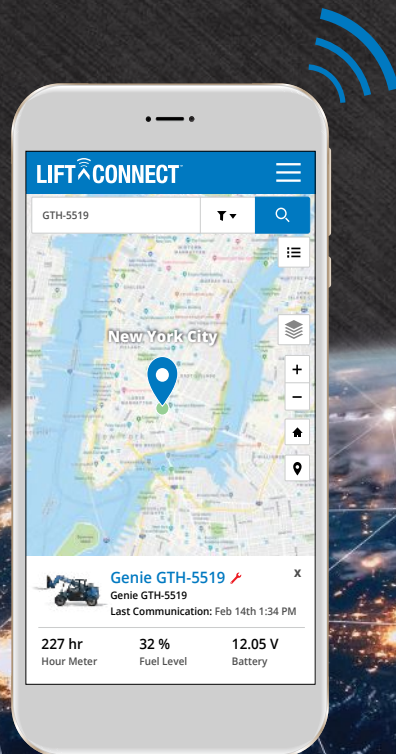 LIFT CONNECT
GTH-5519
New York City
+
−
Genie GTH-5519
x
Genie GTH-5519
Last Communication: Feb 14th 1:34 PM
227 hr
32 %
12.05 V
Hour Meter
Fuel Level
Battery